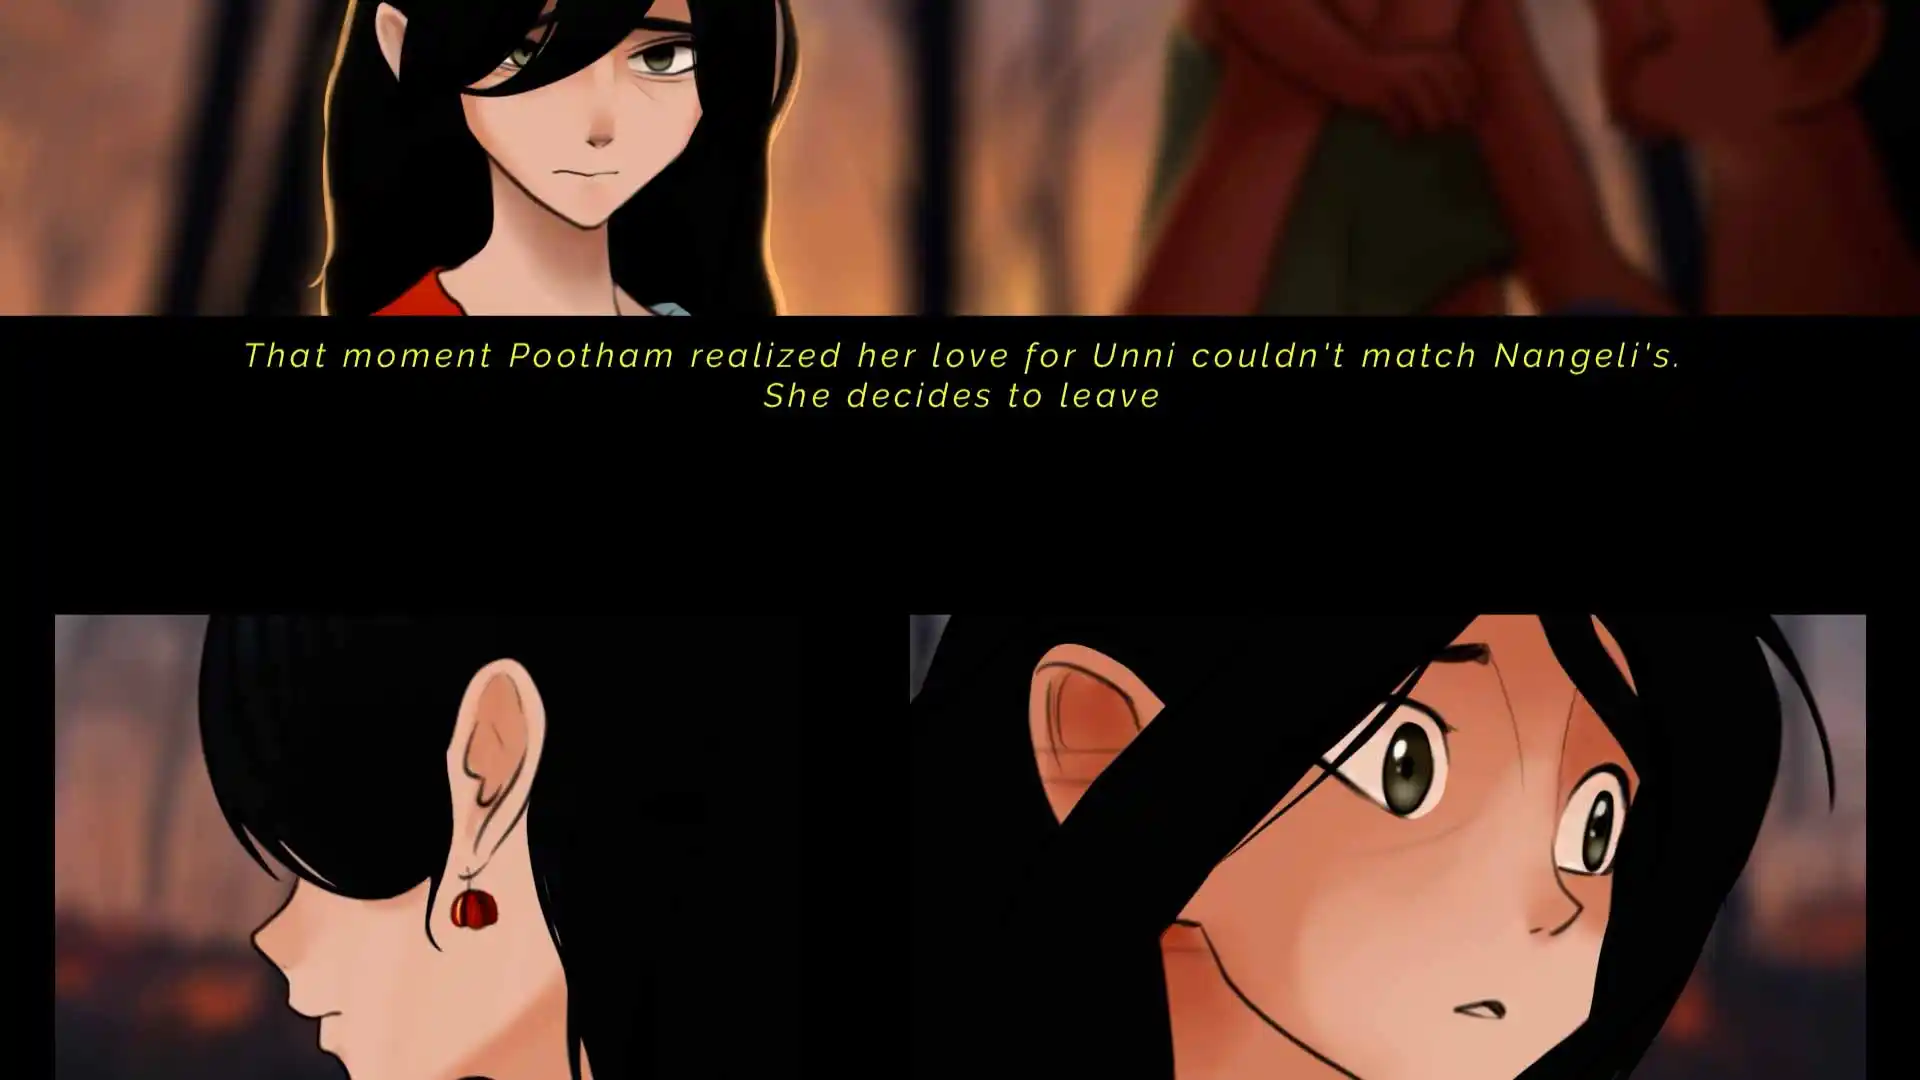 That moment Pootham realized her love for Unni couldn't match Nangeli's.
She decides to leave